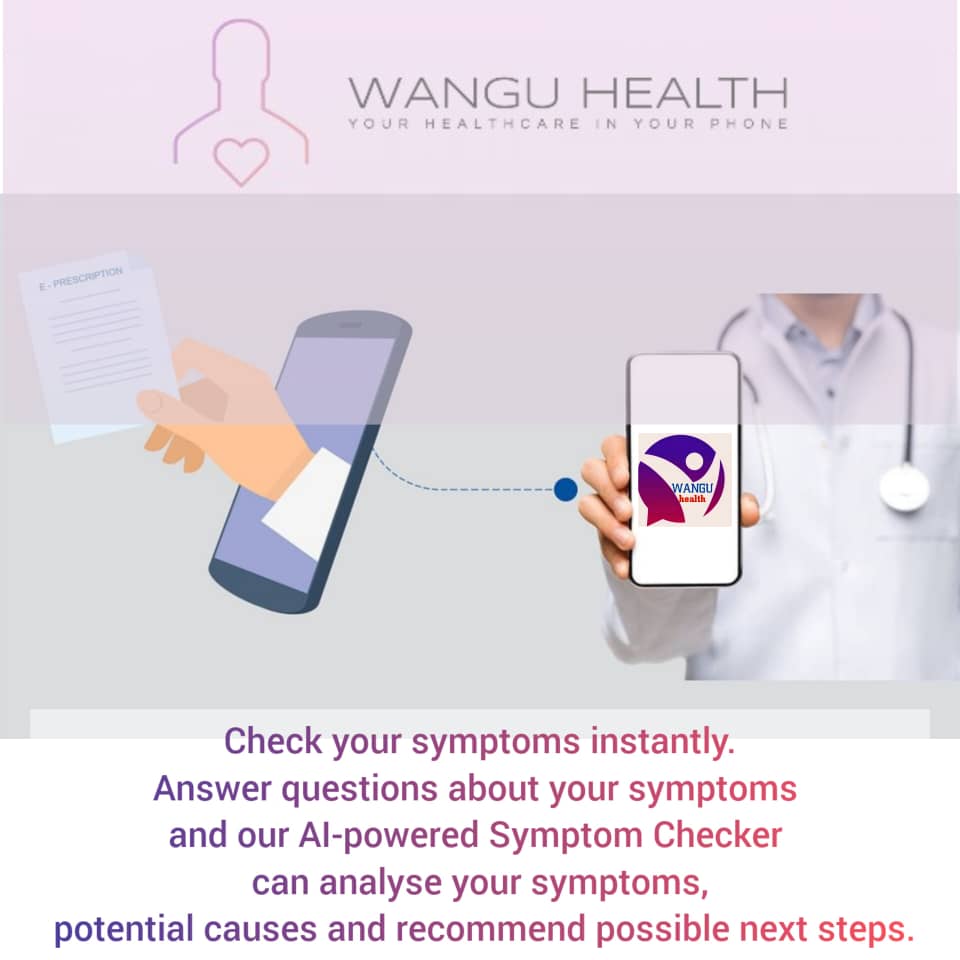 WANGU HEALTH
YOUR HEALTHCARE IN YOUR PHONE
E - PRESCRIPTION
WANGU
health
Check your symptoms instantly.
Answer questions about your symptoms
and our AI-powered Symptom Checker
can analyse your symptoms,
potential causes and recommend possible next steps.